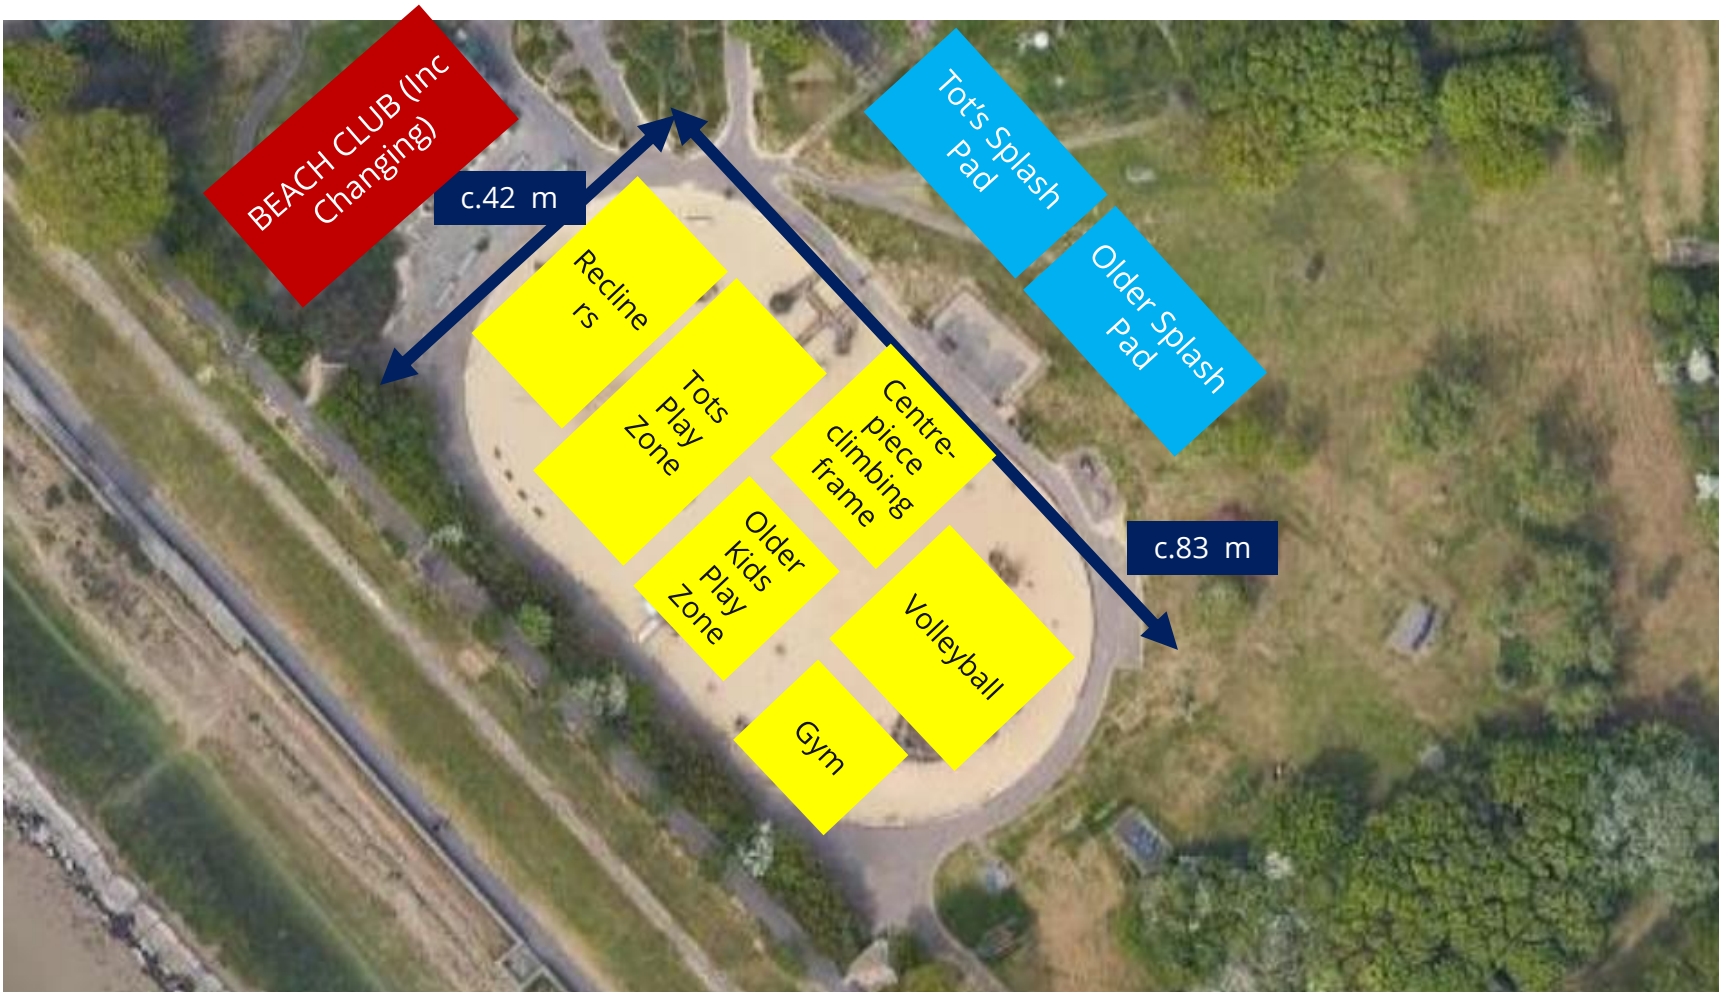 BEACH CLUB (Inc
Changing)
c.42 m
Tot's Splash
Pad
Older Splash
Pad
Recline
rs
Tots
Play
Zone
Centre-
piece
climbing
frame
Older
Kids
Play
Zone
c.83 m
Volleyball
Gym